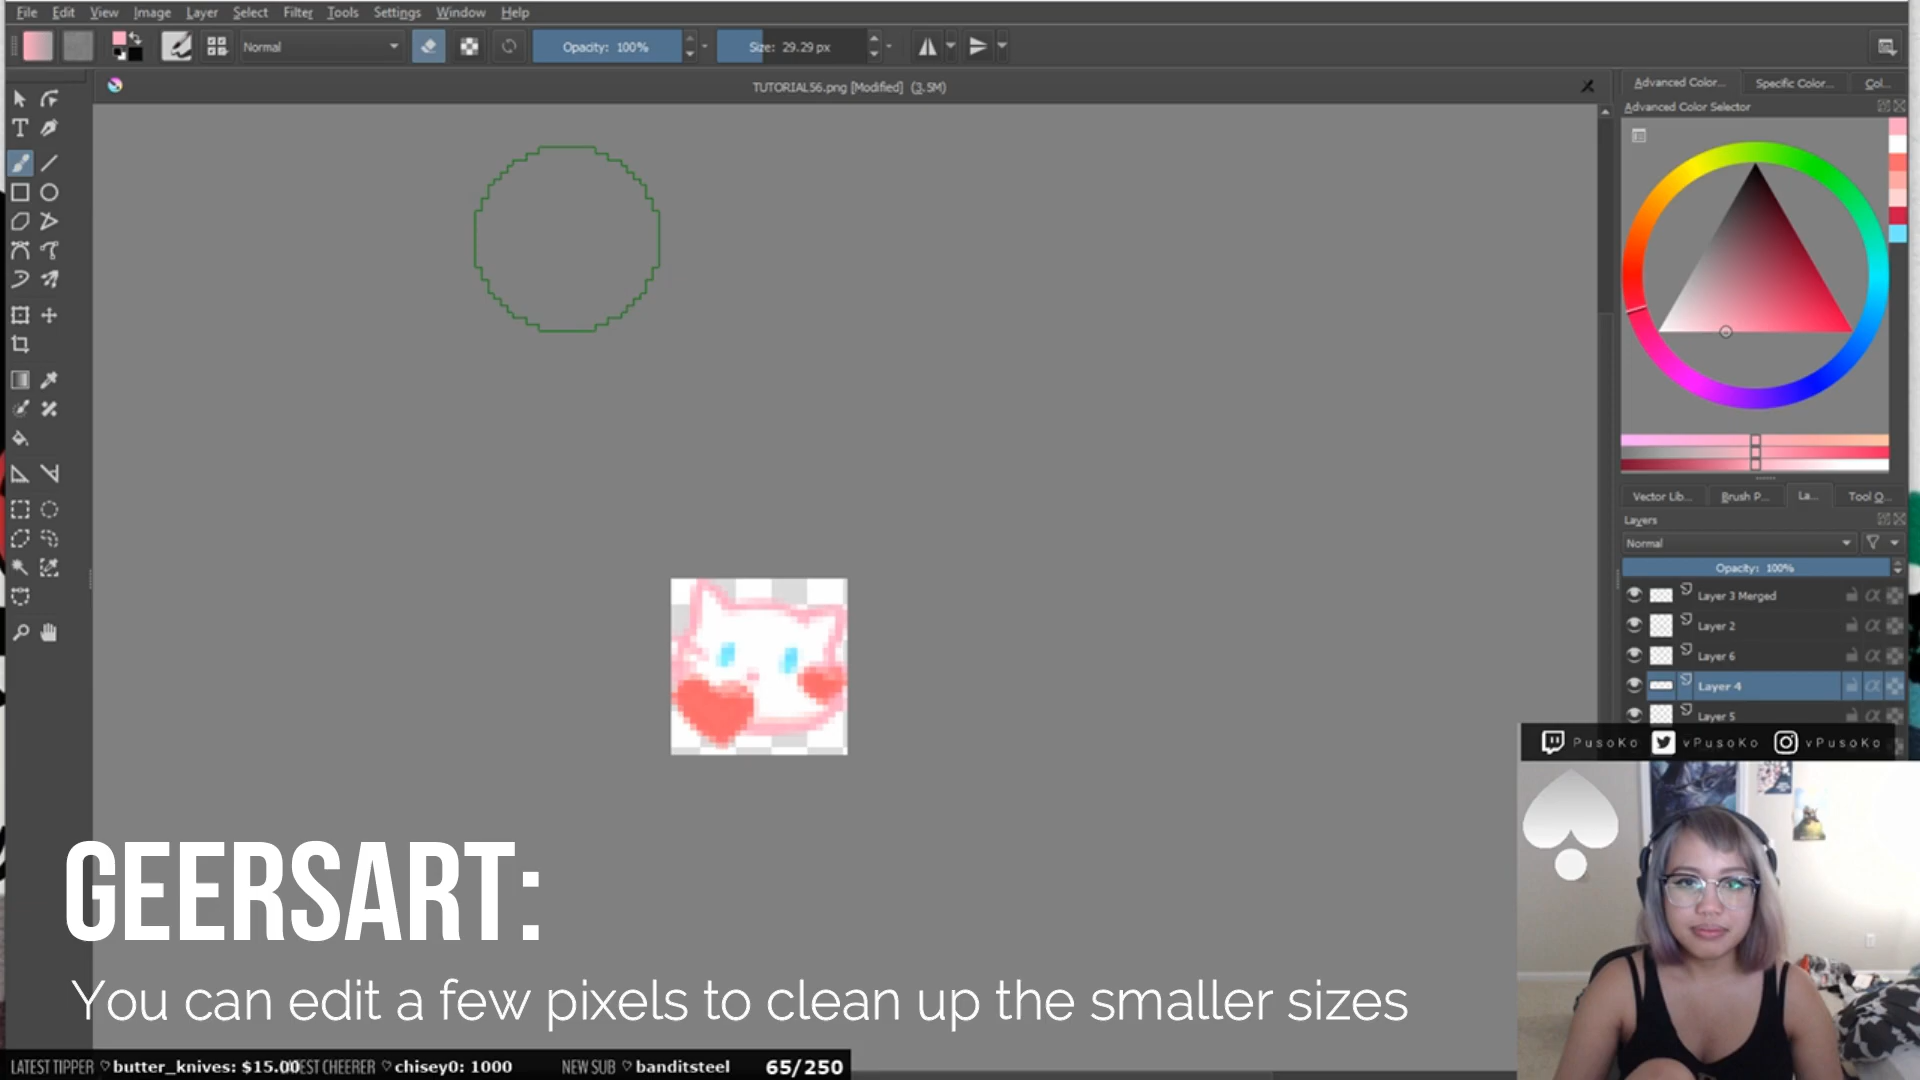 File Edit View Image Layer Select Filter Tools Settings Window Help
Normal Opacity: 100% Size: 29.29 px
TUTORIAL56.png [Modified] (3.5M)
Advanced Color... Specific Color... Col...
Advanced Color Selector
Vector Lib... Brush P... La... Tool O...
Layers
Normal
Opacity: 100%
Layer 3 Merged
Layer 2
Layer 6
Layer 4
Layer 5
PusoKo vPusoKo vPusoKo
GEERSART:
You can edit a few pixels to clean up the smaller sizes
LATEST TIPPER ♡ butter_knives: $15.00 EST CHEERER ♡ chisey0: 1000 NEW SUB ♡ banditsteel 65/250